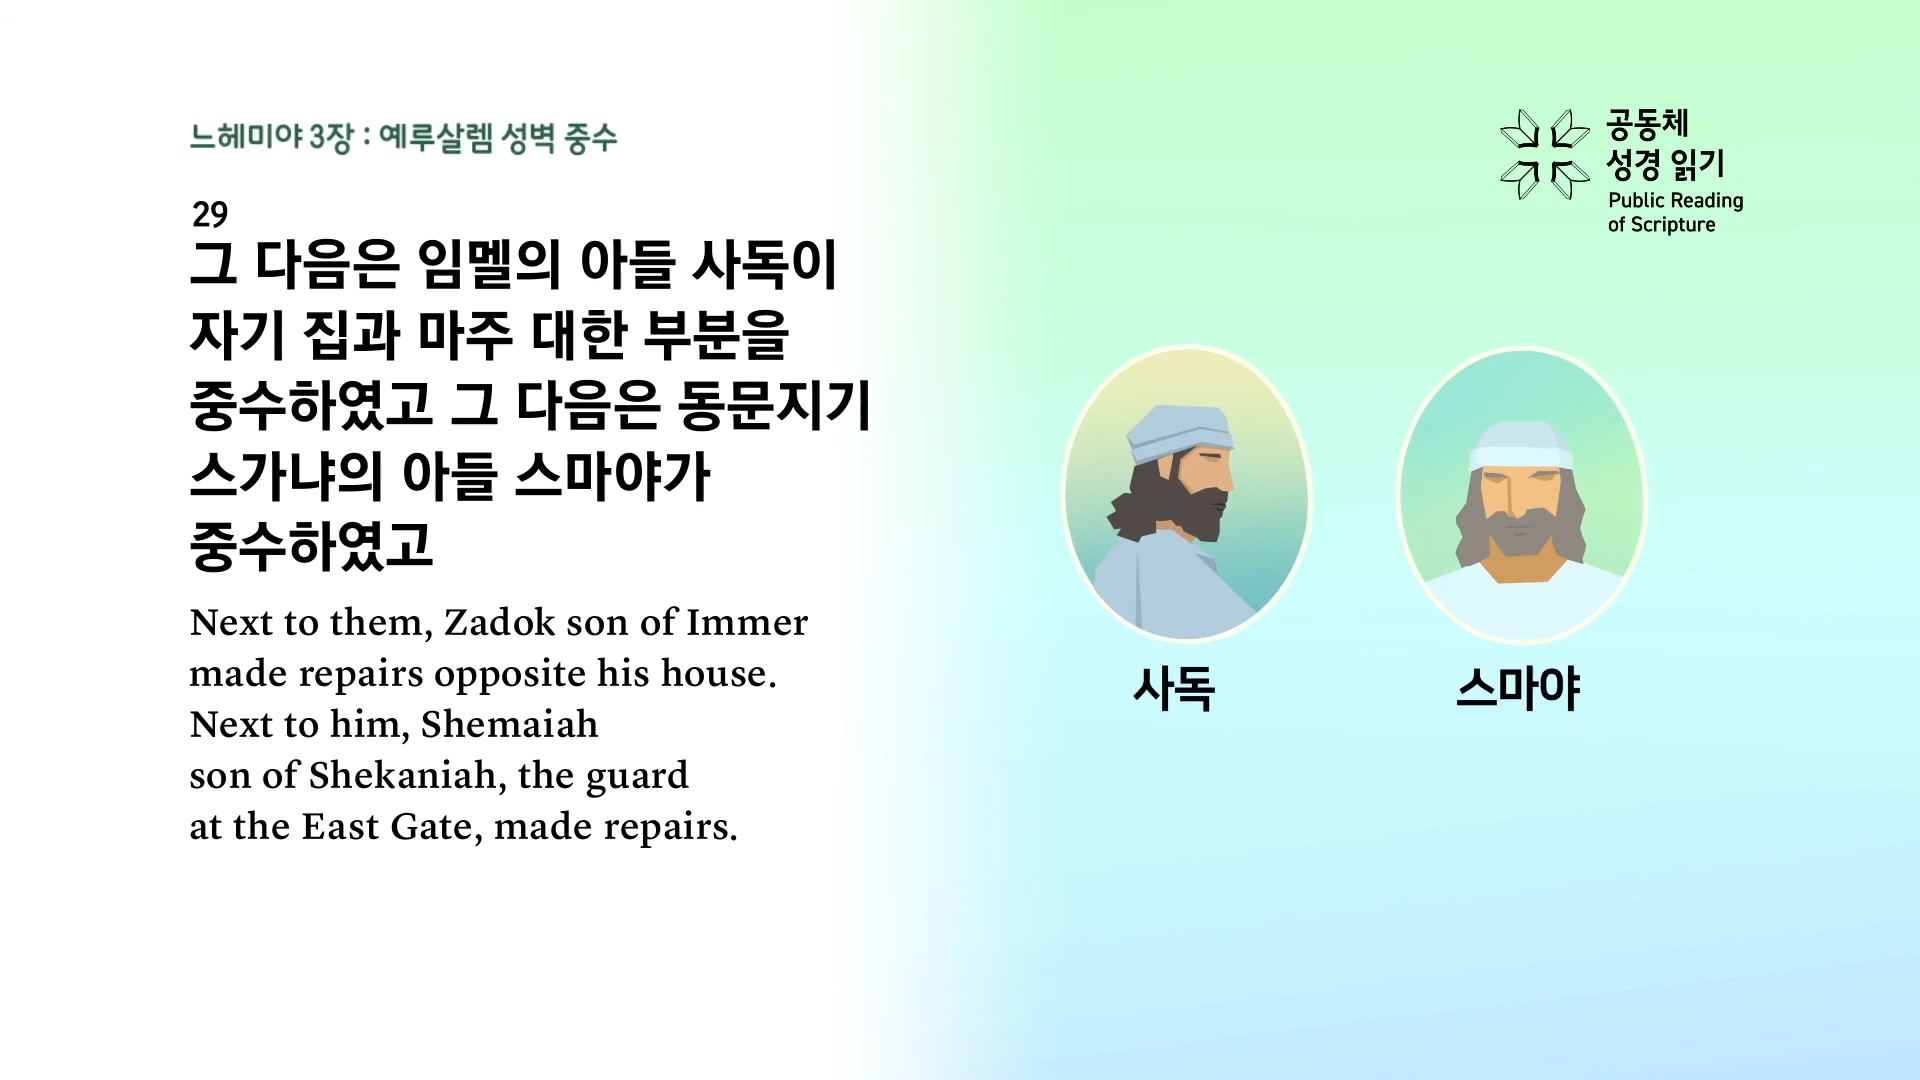 느헤미야 3장 : 예루살렘 성벽 중수
29
그 다음은 임멜의 아들 사독이
자기 집과 마주 대한 부분을
중수하였고 그 다음은 동문지기
스가냐의 아들 스마야가
중수하였고
Next to them, Zadok son of Immer
made repairs opposite his house.
Next to him, Shemaiah
son of Shekaniah, the guard
at the East Gate, made repairs.
공동체
성경 읽기
Public Reading
of Scripture
사독
스마야